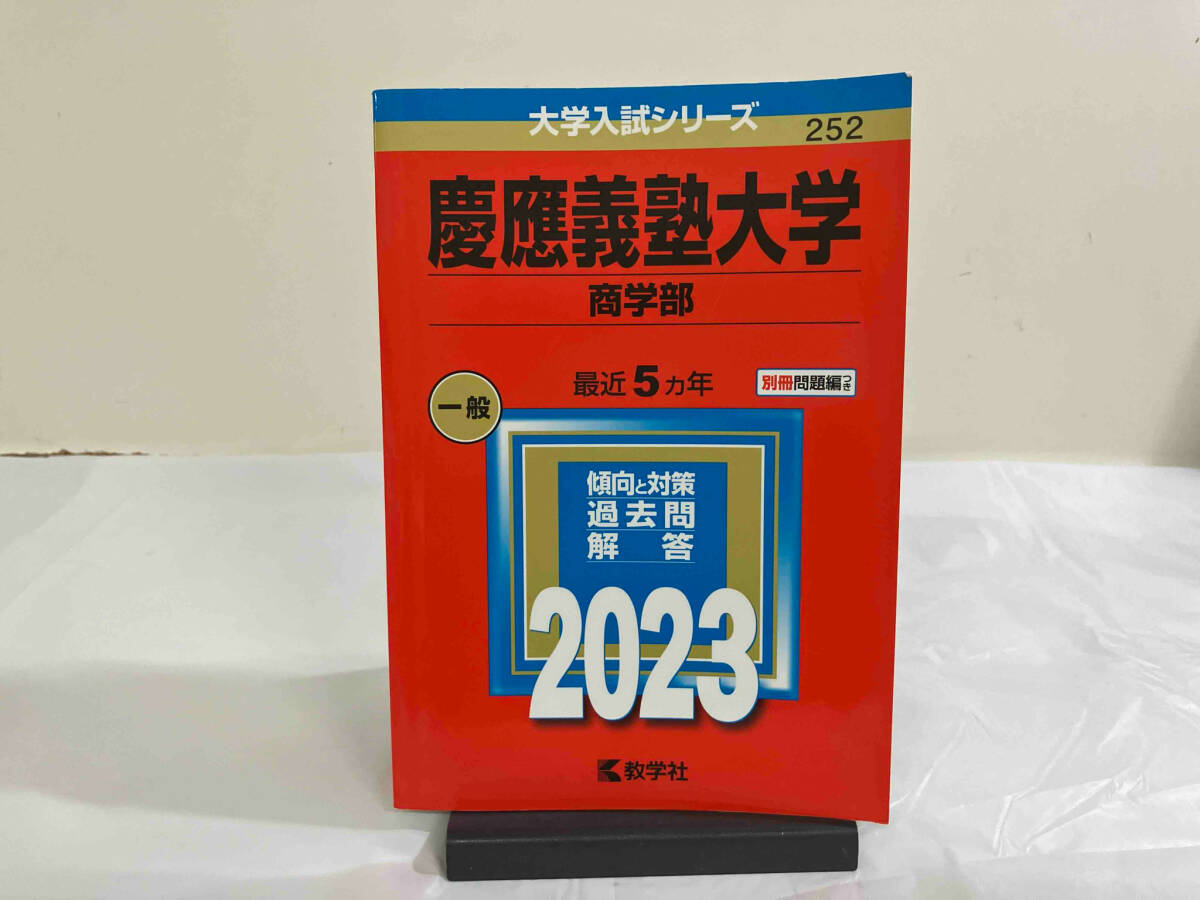 大学入試シリーズ
252
慶應義塾大学
商学部
最近5ヵ年
別冊問題編つき
一般
傾向と対策
過去問
解答
2023
教学社